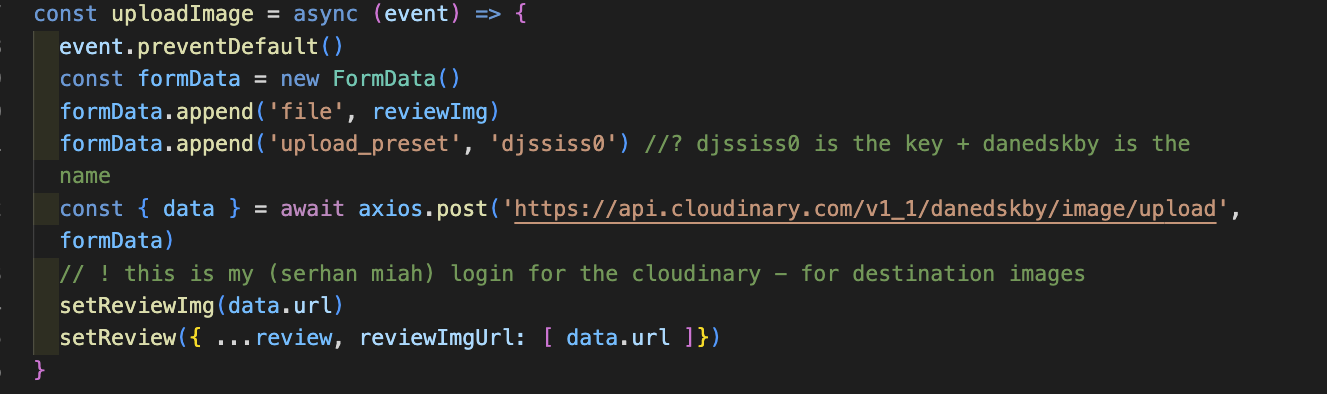 const uploadImage = async (event) => {
event.preventDefault()
const formData = new FormData()
formData.append('file', reviewImg)
formData.append('upload_preset', 'djssiss0') //? djssiss0 is the key + danedskby is the
name
const { data } = await axios.post('https://api.cloudinary.com/v1_1/danedskby/image/upload',
formData)
// ! this is my (serhan miah) login for the cloudinary – for destination images
setReviewImg(data.url)
setReview({ ...review, reviewImgUrl: [ data.url ]})
}